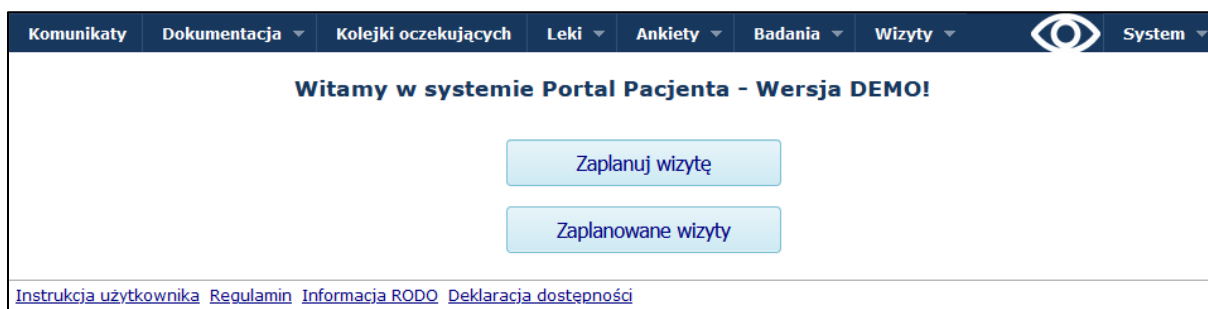 Komunikaty Dokumentacja Kolejki oczekujących Leki Ankiety Badania Wizyty System
Witamy w systemie Portal Pacjenta - Wersja DEMO!
Zaplanuj wizytę
Zaplanowane wizyty
Instrukcja użytkownika Regulamin Informacja RODO Deklaracja dostępności